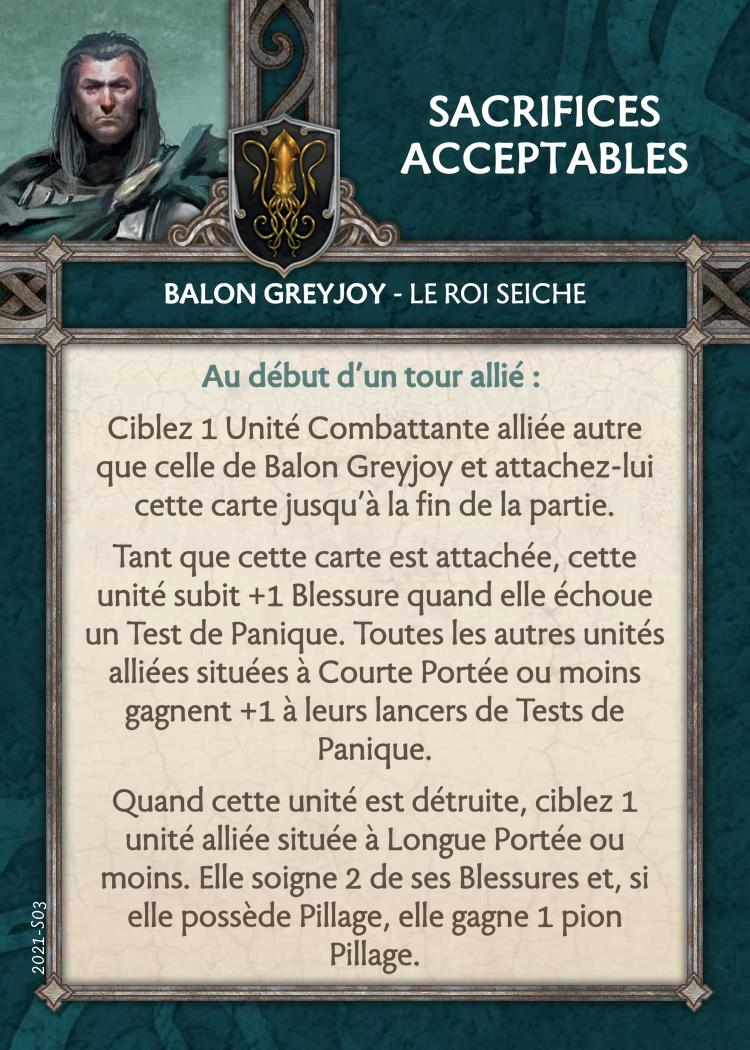 SACRIFICES
ACCEPTABLES
BALON GREYJOY - LE ROI SEICHE
Au début d'un tour allié :
Ciblez 1 Unité Combattante alliée autre
que celle de Balon Greyjoy et attachez-lui
cette carte jusqu'à la fin de la partie.
Tant que cette carte est attachée, cette
unité subit +1 Blessure quand elle échoue
un Test de Panique. Toutes les autres unités
alliées situées à Courte Portée ou moins
gagnent +1 à leurs lancers de Tests de
Panique.
Quand cette unité est détruite, ciblez 1
unité alliée située à Longue Portée ou
moins. Elle soigne 2 de ses Blessures et, si
elle possède Pillage, elle gagne 1 pion
Pillage.
2021-S03